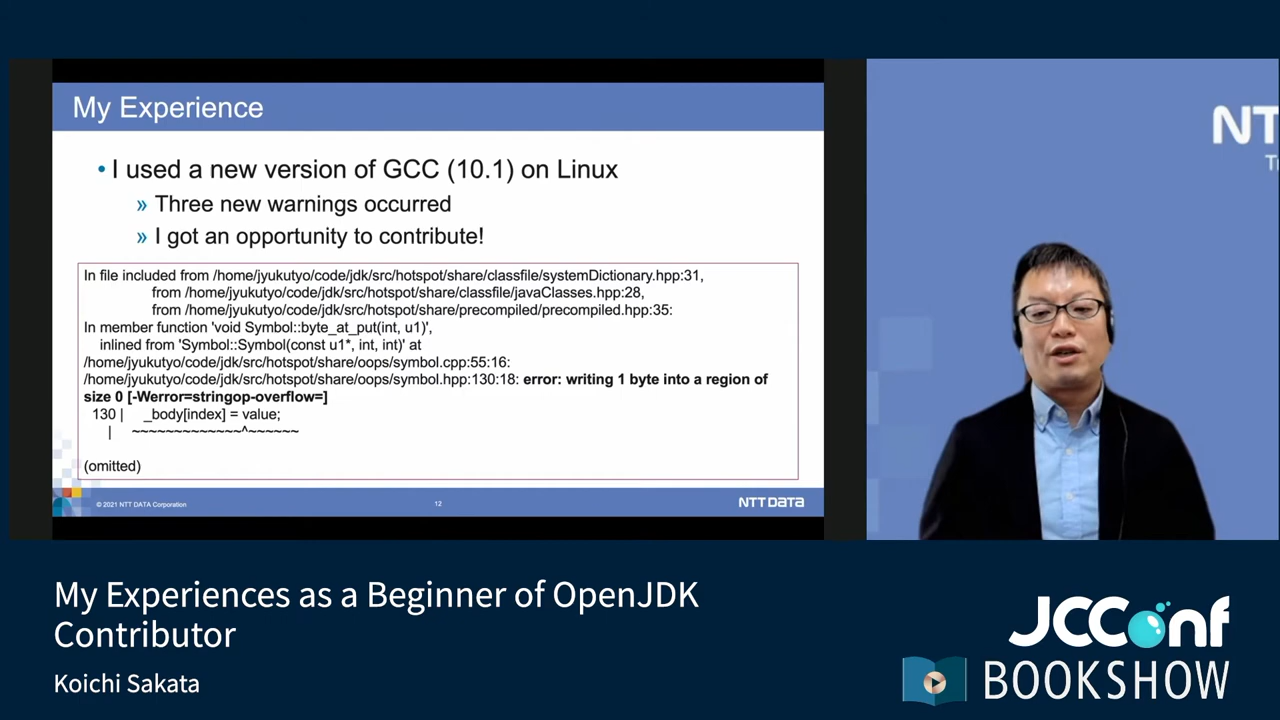 My Experience
• I used a new version of GCC (10.1) on Linux
» Three new warnings occurred
» I got an opportunity to contribute!
In file included from /home/jyukutyo/code/jdk/src/hotspot/share/classfile/systemDictionary.hpp:31,
from /home/jyukutyo/code/jdk/src/hotspot/share/classfile/javaClasses.hpp:28,
from /home/jyukutyo/code/jdk/src/hotspot/share/precompiled/precompiled.hpp:35:
In member function 'void Symbol::byte_at_put(int, u1)',
inlined from 'Symbol::Symbol(const u1*, int, int)' at
/home/jyukutyo/code/jdk/src/hotspot/share/oops/symbol.cpp:55:16:
/home/jyukutyo/code/jdk/src/hotspot/share/oops/symbol.hpp:130:18: error: writing 1 byte into a region of
size 0 [-Werror=stringop-overflow=]
130 | _body[index] = value;
| ~~~~~~~~~~~~~^~~~~~~
(omitted)
© 2021 NTT DATA Corporation
12
NTT DATA
NT
T
My Experiences as a Beginner of OpenJDK
Contributor
Koichi Sakata
JCConf
BOOKSHOW